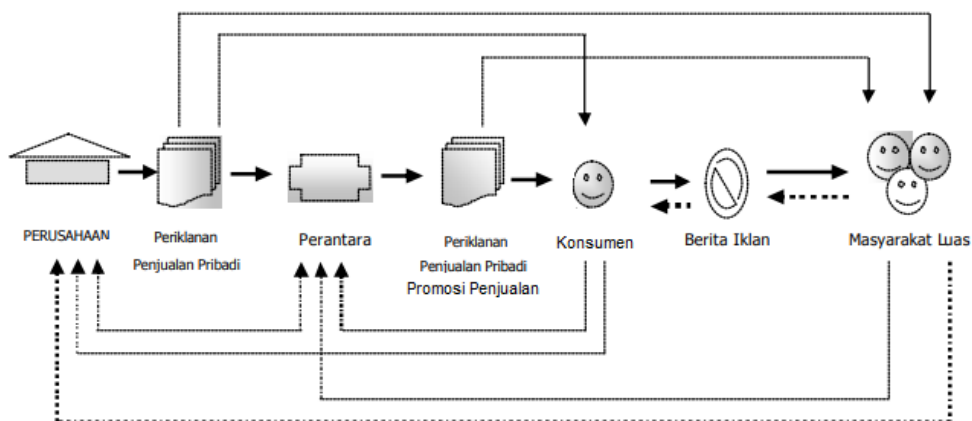 PERUSAHAAN
Periklanan
Penjualan Pribadi
Perantara
Periklanan
Penjualan Pribadi
Promosi Penjualan
Konsumen
Berita Iklan
Masyarakat Luas